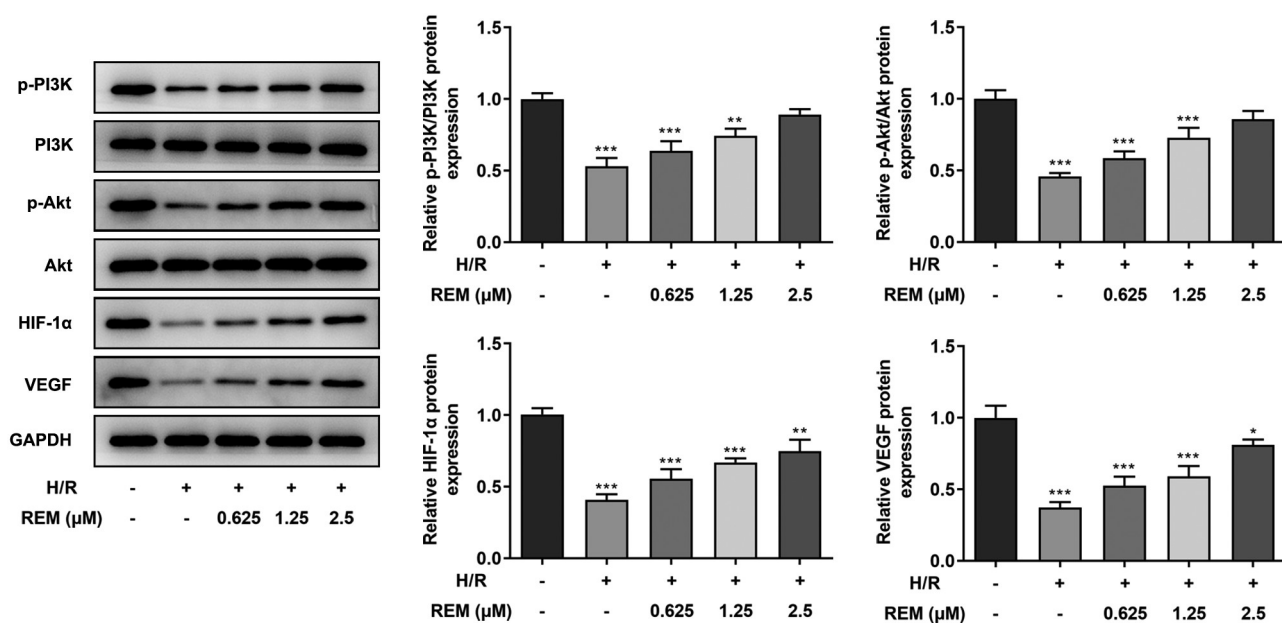 p-PI3K
PI3K
p-Akt
Akt
HIF-1α
VEGF
GAPDH
H/R - + + + +
REM (μM) - - 0.625 1.25 2.5
Relative p-PI3K/PI3K protein
expression
1.5
1.0
0.5
0.0
***
***
**
H/R - + + + +
REM (μM) - - 0.625 1.25 2.5
Relative p-Akt/Akt protein
expression
1.5
1.0
0.5
0.0
***
***
***
H/R - + + + +
REM (μM) - - 0.625 1.25 2.5
Relative HIF-1α protein
expression
1.5
1.0
0.5
0.0
***
***
***
**
H/R - + + + +
REM (μM) - - 0.625 1.25 2.5
Relative VEGF protein
expression
1.5
1.0
0.5
0.0
***
***
***
*
H/R - + + + +
REM (μM) - - 0.625 1.25 2.5